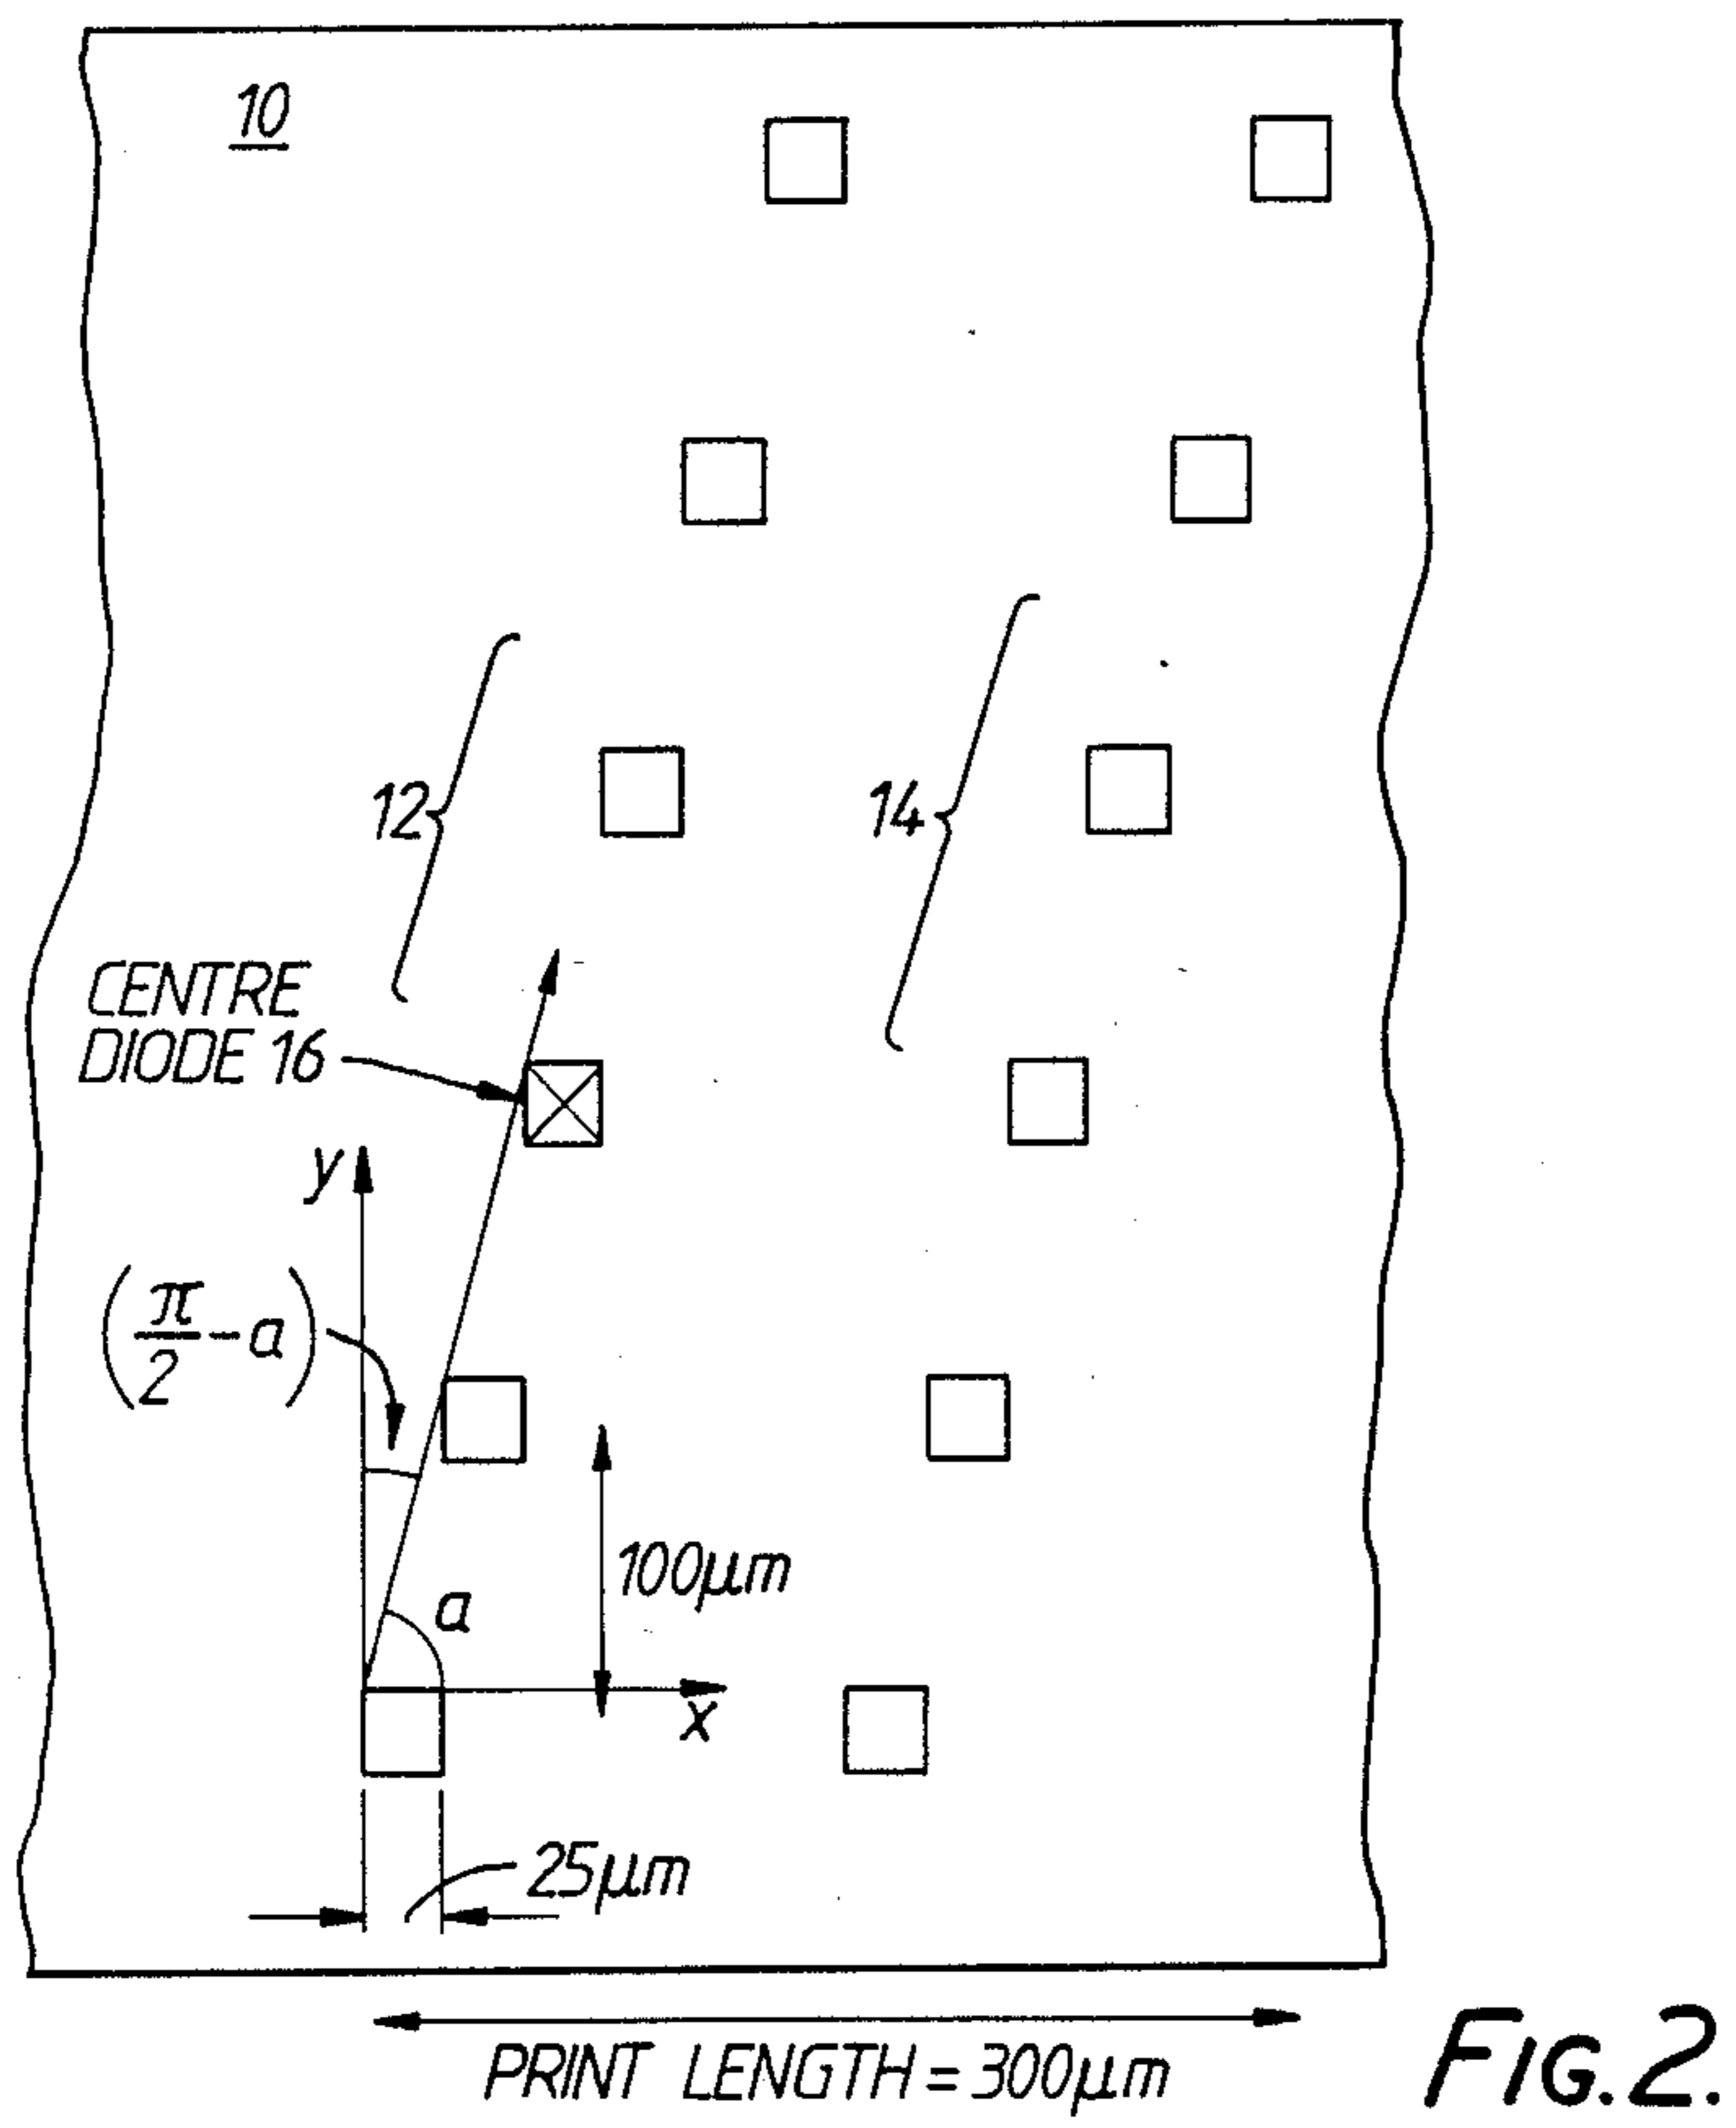 10
12
14
CENTRE
DIODE 16
y
(π/2-a)
a
100μm
x
25μm
PRINT LENGTH = 300μm
FIG.2.